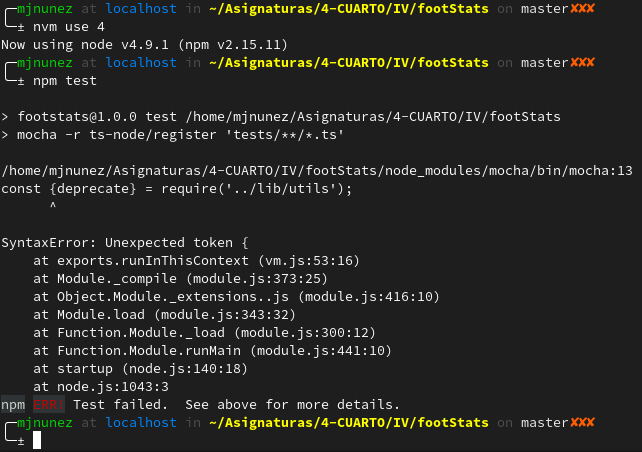 ╭─mjnunez at localhost in ~/Asignaturas/4-CUARTO/IV/footStats on master✘✘✘
╰─± nvm use 4
Now using node v4.9.1 (npm v2.15.11)
╭─mjnunez at localhost in ~/Asignaturas/4-CUARTO/IV/footStats on master✘✘✘
╰─± npm test
> footstats@1.0.0 test /home/mjnunez/Asignaturas/4-CUARTO/IV/footStats
> mocha -r ts-node/register 'tests/**/*.ts'
/home/mjnunez/Asignaturas/4-CUARTO/IV/footStats/node_modules/mocha/bin/mocha:13
const {deprecate} = require('../lib/utils');
      ^
SyntaxError: Unexpected token {
    at exports.runInThisContext (vm.js:53:16)
    at Module._compile (module.js:373:25)
    at Object.Module._extensions..js (module.js:416:10)
    at Module.load (module.js:343:32)
    at Function.Module._load (module.js:300:12)
    at Function.Module.runMain (module.js:441:10)
    at startup (node.js:140:18)
    at node.js:1043:3
npm ERR! Test failed.  See above for more details.
╭─mjnunez at localhost in ~/Asignaturas/4-CUARTO/IV/footStats on master✘✘✘
╰─±